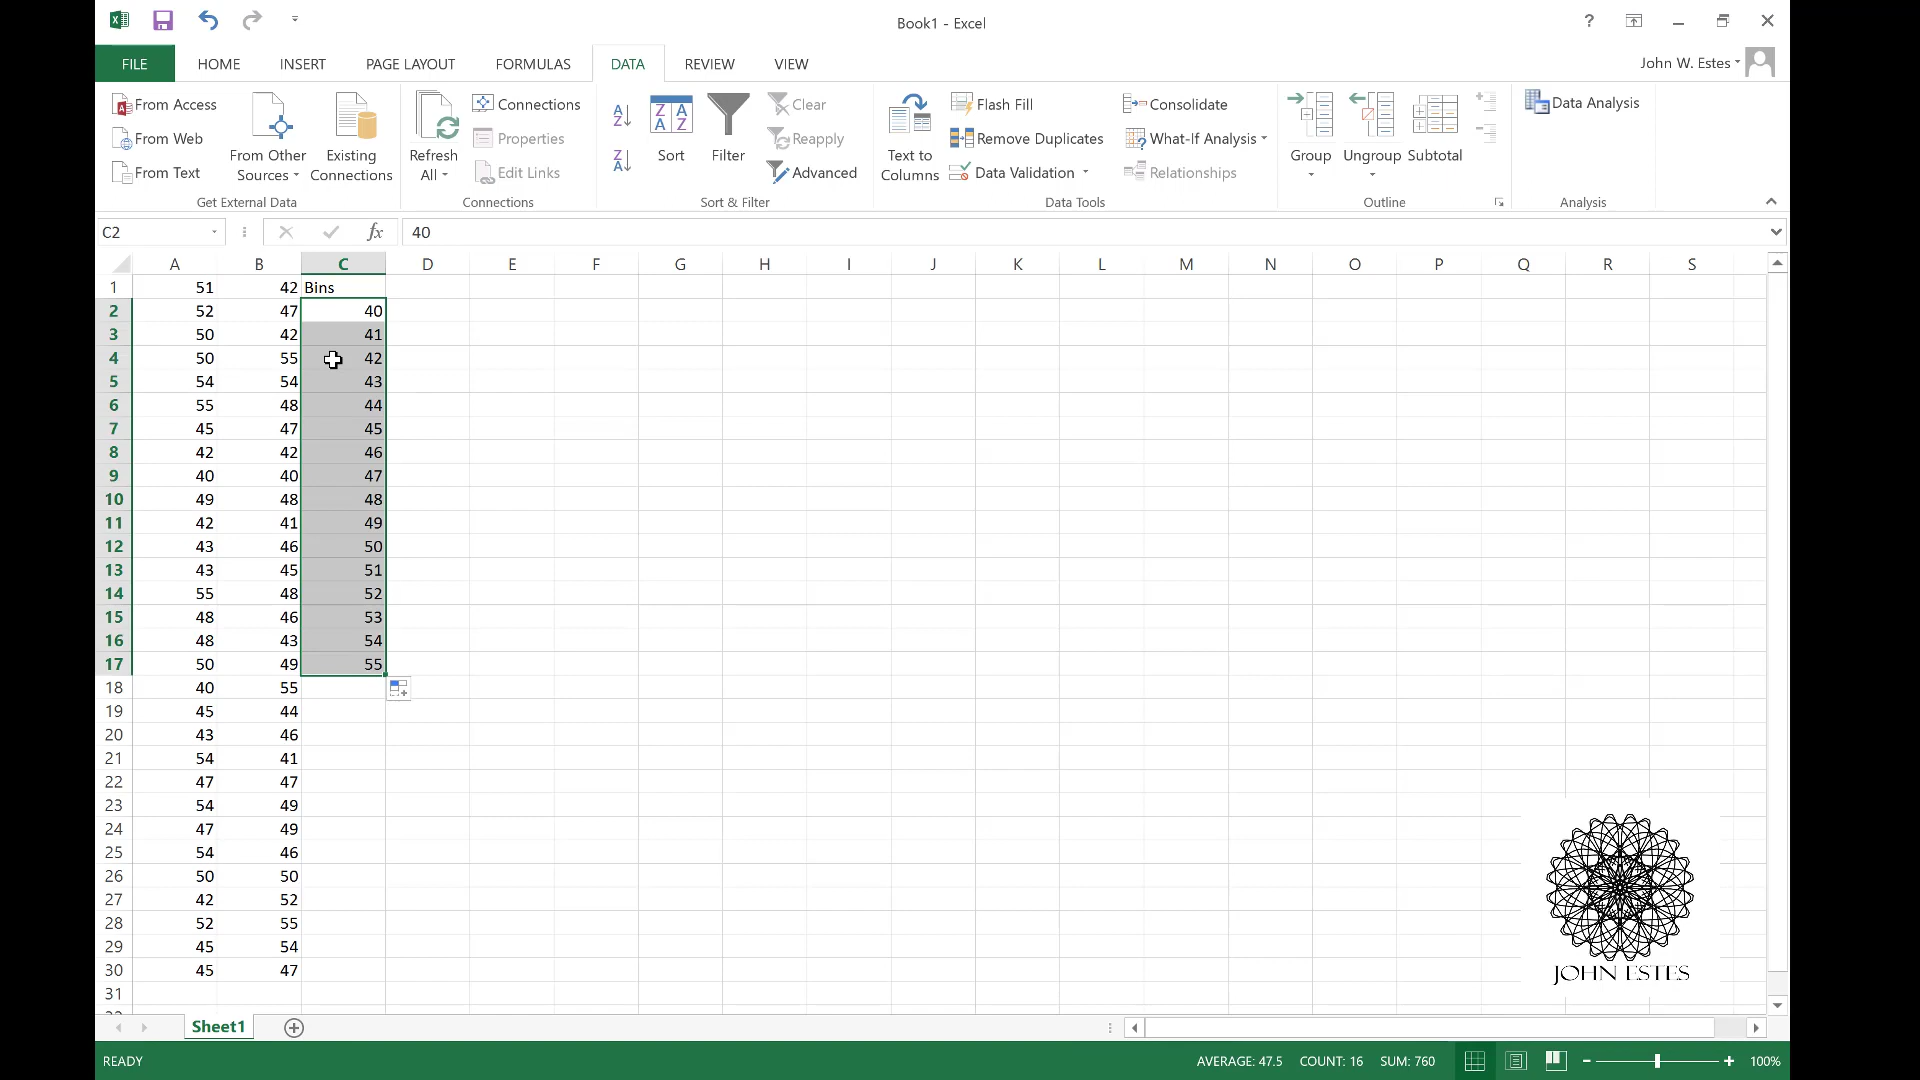 Book1 - Excel
?
FILE HOME INSERT PAGE LAYOUT FORMULAS DATA REVIEW VIEW
John W. Estes
From Access
From Web
From Text
From Other Sources
Existing Connections
Get External Data
Refresh All
Connections
Properties
Edit Links
Connections
Sort
Filter
Clear
Reapply
Advanced
Sort & Filter
Text to Columns
Flash Fill
Remove Duplicates
Data Validation
Consolidate
What-If Analysis
Relationships
Data Tools
Group
Ungroup
Subtotal
Outline
Data Analysis
Analysis
C2 fx 40
A B C D E F G H I J K L M N O P Q R S
1 51 42 Bins
2 52 47 40
3 50 42 41
4 50 55 42
5 54 54 43
6 55 48 44
7 45 47 45
8 42 42 46
9 40 40 47
10 49 48 48
11 42 41 49
12 43 46 50
13 43 45 51
14 55 48 52
15 48 46 53
16 48 43 54
17 50 49 55
18 40 55
19 45 44
20 43 46
21 54 41
22 47 47
23 54 49
24 47 49
25 54 46
26 50 50
27 42 52
28 52 55
29 45 54
30 45 47
31
JOHN ESTES
Sheet1
READY AVERAGE: 47.5 COUNT: 16 SUM: 760 100%